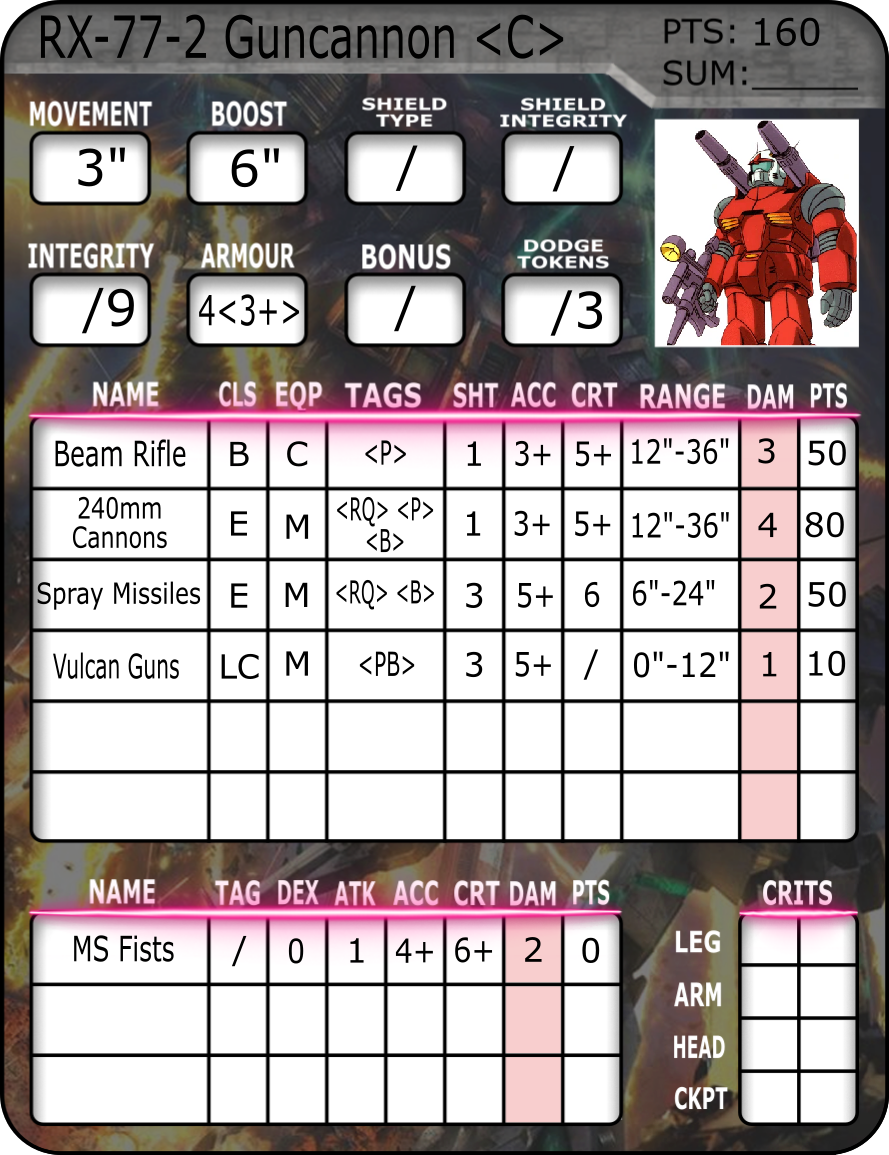 RX-77-2 Guncannon <C>
PTS: 160
SUM:______
MOVEMENT BOOST SHIELD TYPE SHIELD INTEGRITY
3" 6" / /
INTEGRITY ARMOUR BONUS DODGE TOKENS
/9 4<3+> / /3
NAME CLS EQP TAGS SHT ACC CRT RANGE DAM PTS
Beam Rifle B C <P> 1 3+ 5+ 12"-36" 3 50
240mm Cannons E M <RQ> <P> <B> 1 3+ 5+ 12"-36" 4 80
Spray Missiles E M <RQ> <B> 3 5+ 6 6"-24" 2 50
Vulcan Guns LC M <PB> 3 5+ / 0"-12" 1 10
NAME TAG DEX ATK ACC CRT DAM PTS
MS Fists / 0 1 4+ 6+ 2 0
CRITS
LEG
ARM
HEAD
CKPT